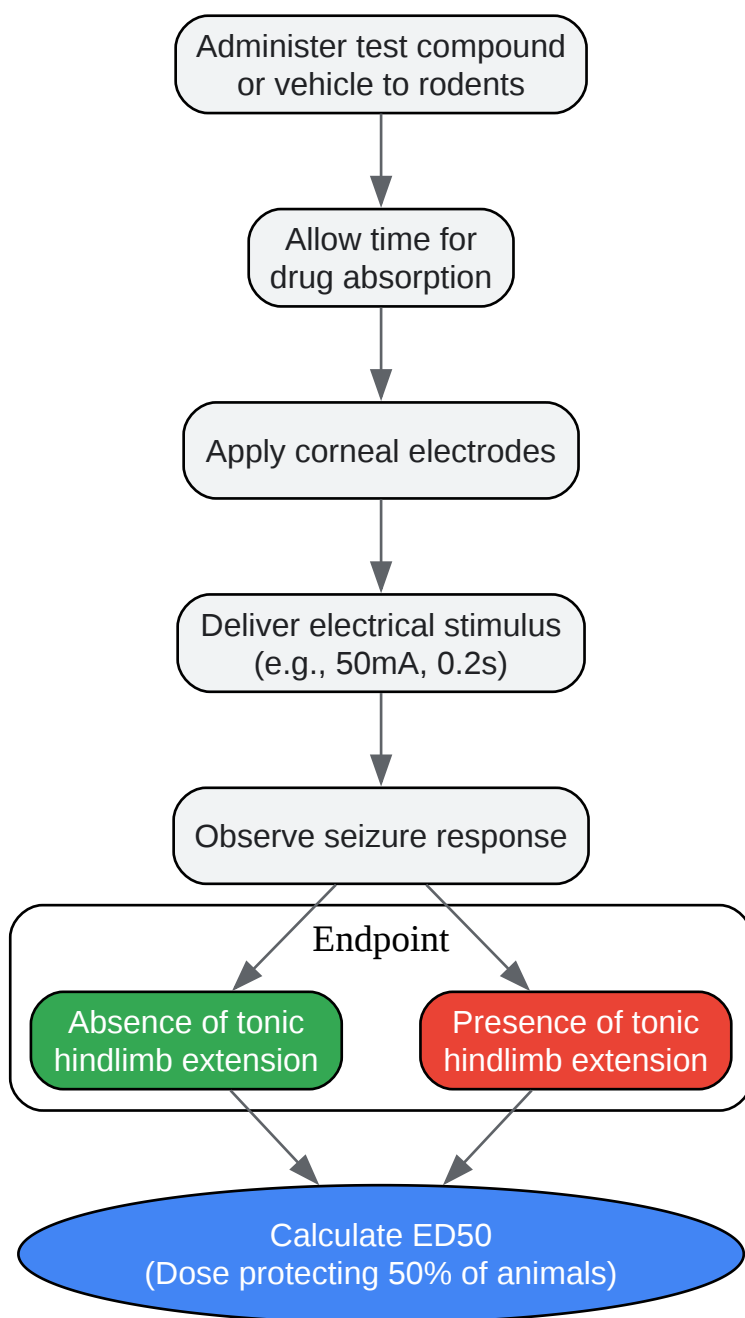 Administer test compound
or vehicle to rodents
Allow time for
drug absorption
Apply corneal electrodes
Deliver electrical stimulus
(e.g., 50mA, 0.2s)
Observe seizure response
Endpoint
Absence of tonic
hindlimb extension
Presence of tonic
hindlimb extension
Calculate ED50
(Dose protecting 50% of animals)